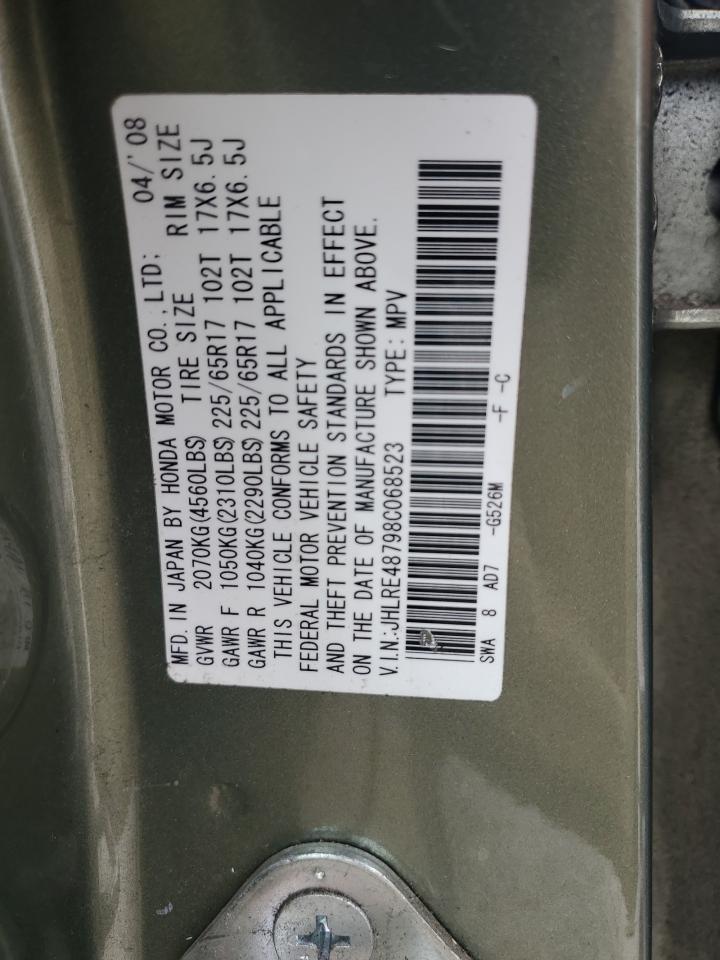 MFD. IN JAPAN BY HONDA MOTOR CO., LTD: 04/'08
GVWR 2070KG(4560LBS) TIRE SIZE RIM SIZE
GAWR F 1050KG(2310LBS) 225/65R17 102T 17X6.5J
GAWR R 1040KG(2290LBS) 225/65R17 102T 17X6.5J
THIS VEHICLE CONFORMS TO ALL APPLICABLE
FEDERAL MOTOR VEHICLE SAFETY
AND THEFT PREVENTION STANDARDS IN EFFECT
ON THE DATE OF MANUFACTURE SHOWN ABOVE.
V.I.N.:JHLRE48798C068523 TYPE: MPV
SWA 8 AD7 -G526M -F -C